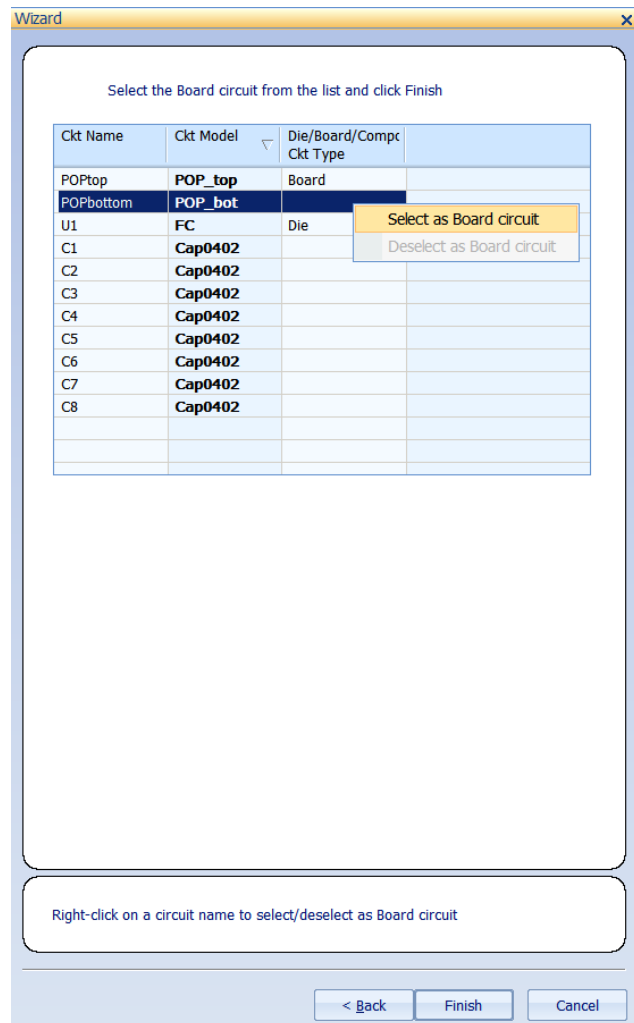 Wizard
Select the Board circuit from the list and click Finish
Ckt Name Ckt Model Die/Board/Compc
Ckt Type
POPtop POP_top Board
POPbottom POP_bot
Select as Board circuit
U1 FC Die
Deselect as Board circuit
C1 Cap0402
C2 Cap0402
C3 Cap0402
C4 Cap0402
C5 Cap0402
C6 Cap0402
C7 Cap0402
C8 Cap0402
Right-click on a circuit name to select/deselect as Board circuit
< Back Finish Cancel